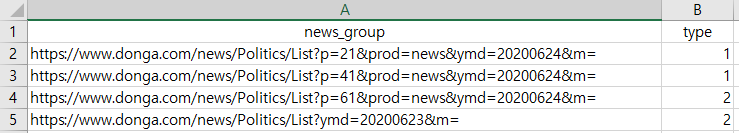 A B
1 news_group type
2 https://www.donga.com/news/Politics/List?p=21&prod=news&ymd=20200624&m= 1
3 https://www.donga.com/news/Politics/List?p=41&prod=news&ymd=20200624&m= 1
4 https://www.donga.com/news/Politics/List?p=61&prod=news&ymd=20200624&m= 2
5 https://www.donga.com/news/Politics/List?ymd=20200623&m= 2